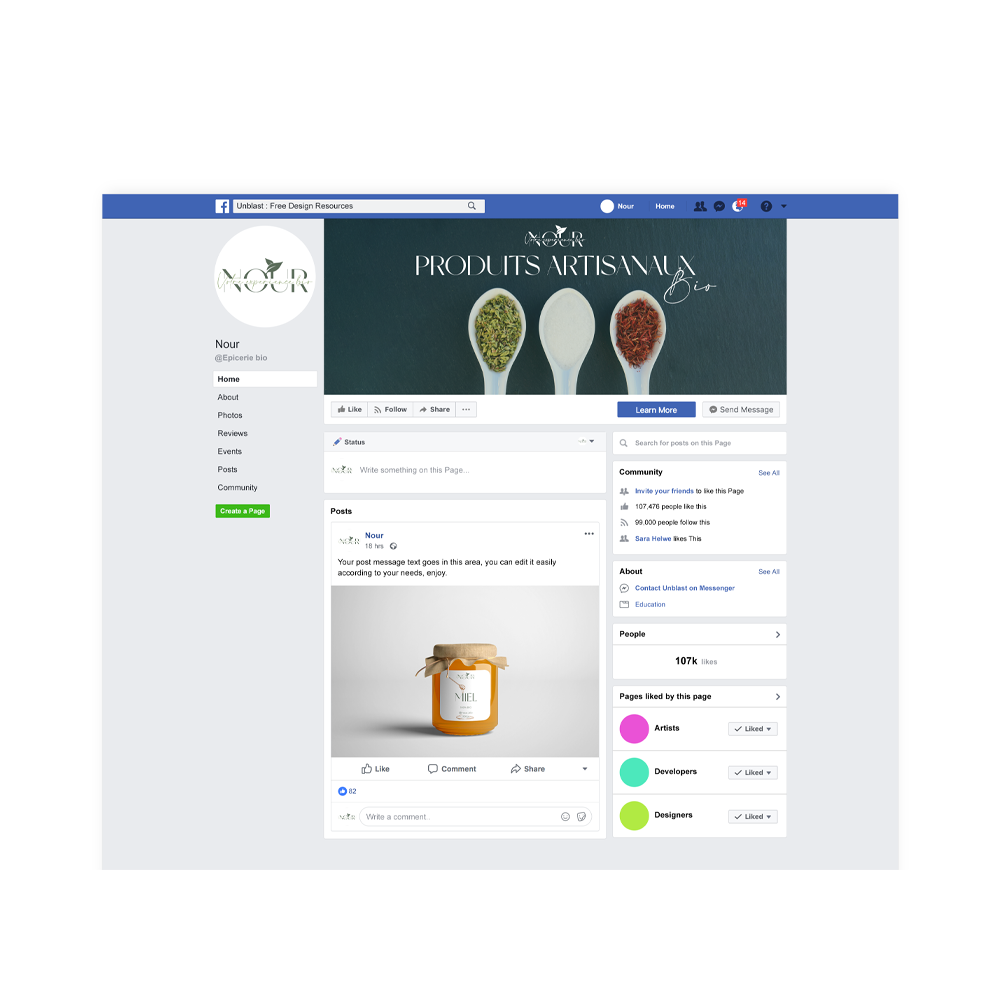 Unblast : Free Design Resources
Nour
Home
14
?
NOUR
NOUR
PRODUITS ARTISANAUX
Bio
Nour
@Epicerie bio
Home
About
Photos
Reviews
Events
Posts
Community
Create a Page
Like
Follow
Share
Learn More
Send Message
Status
Write something on this Page...
Posts
NOUR
Nour
18 hrs
Your post message text goes in this area, you can edit it easily
according to your needs, enjoy.
NOUR
MIEL
Like
Comment
Share
82
Write a comment..
Search for posts on this Page
Community
See All
Invite your friends to like this Page
107,476 people like this
99,000 people follow this
Sara Helwe likes This
About
See All
Contact Unblast on Messenger
Education
People
107k likes
Pages liked by this page
Artists
Liked
Developers
Liked
Designers
Liked